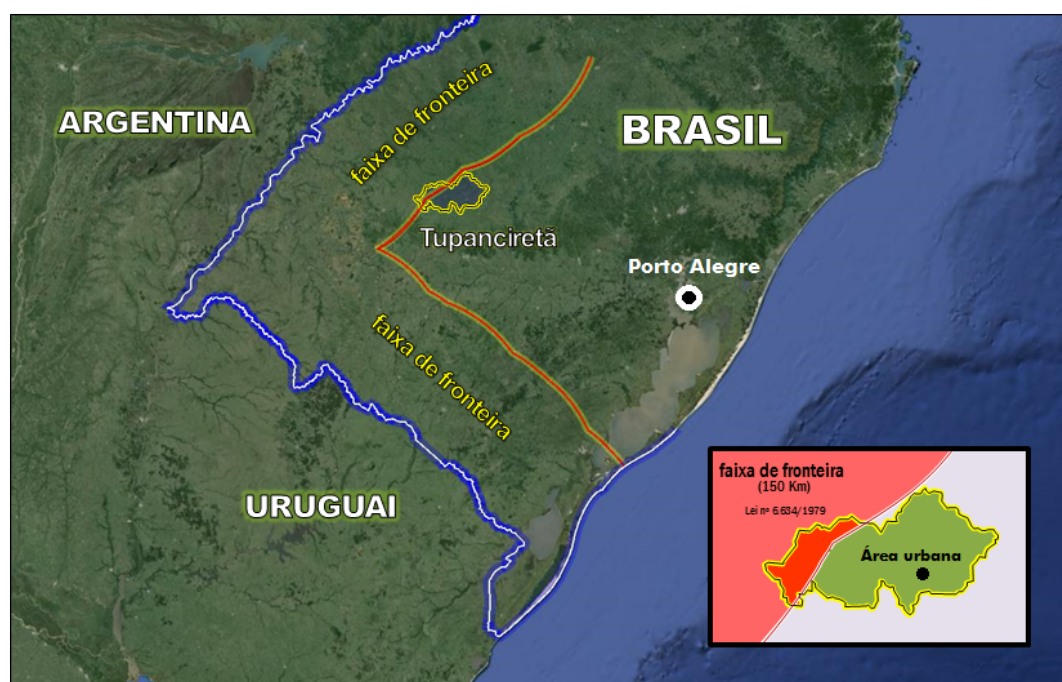 ARGENTINA
faixa de fronteira
BRASIL
Tupanciretã
Porto Alegre
faixa de fronteira
URUGUAI
faixa de fronteira
(150 Km)
Lei nº 6.634/1979
Área urbana